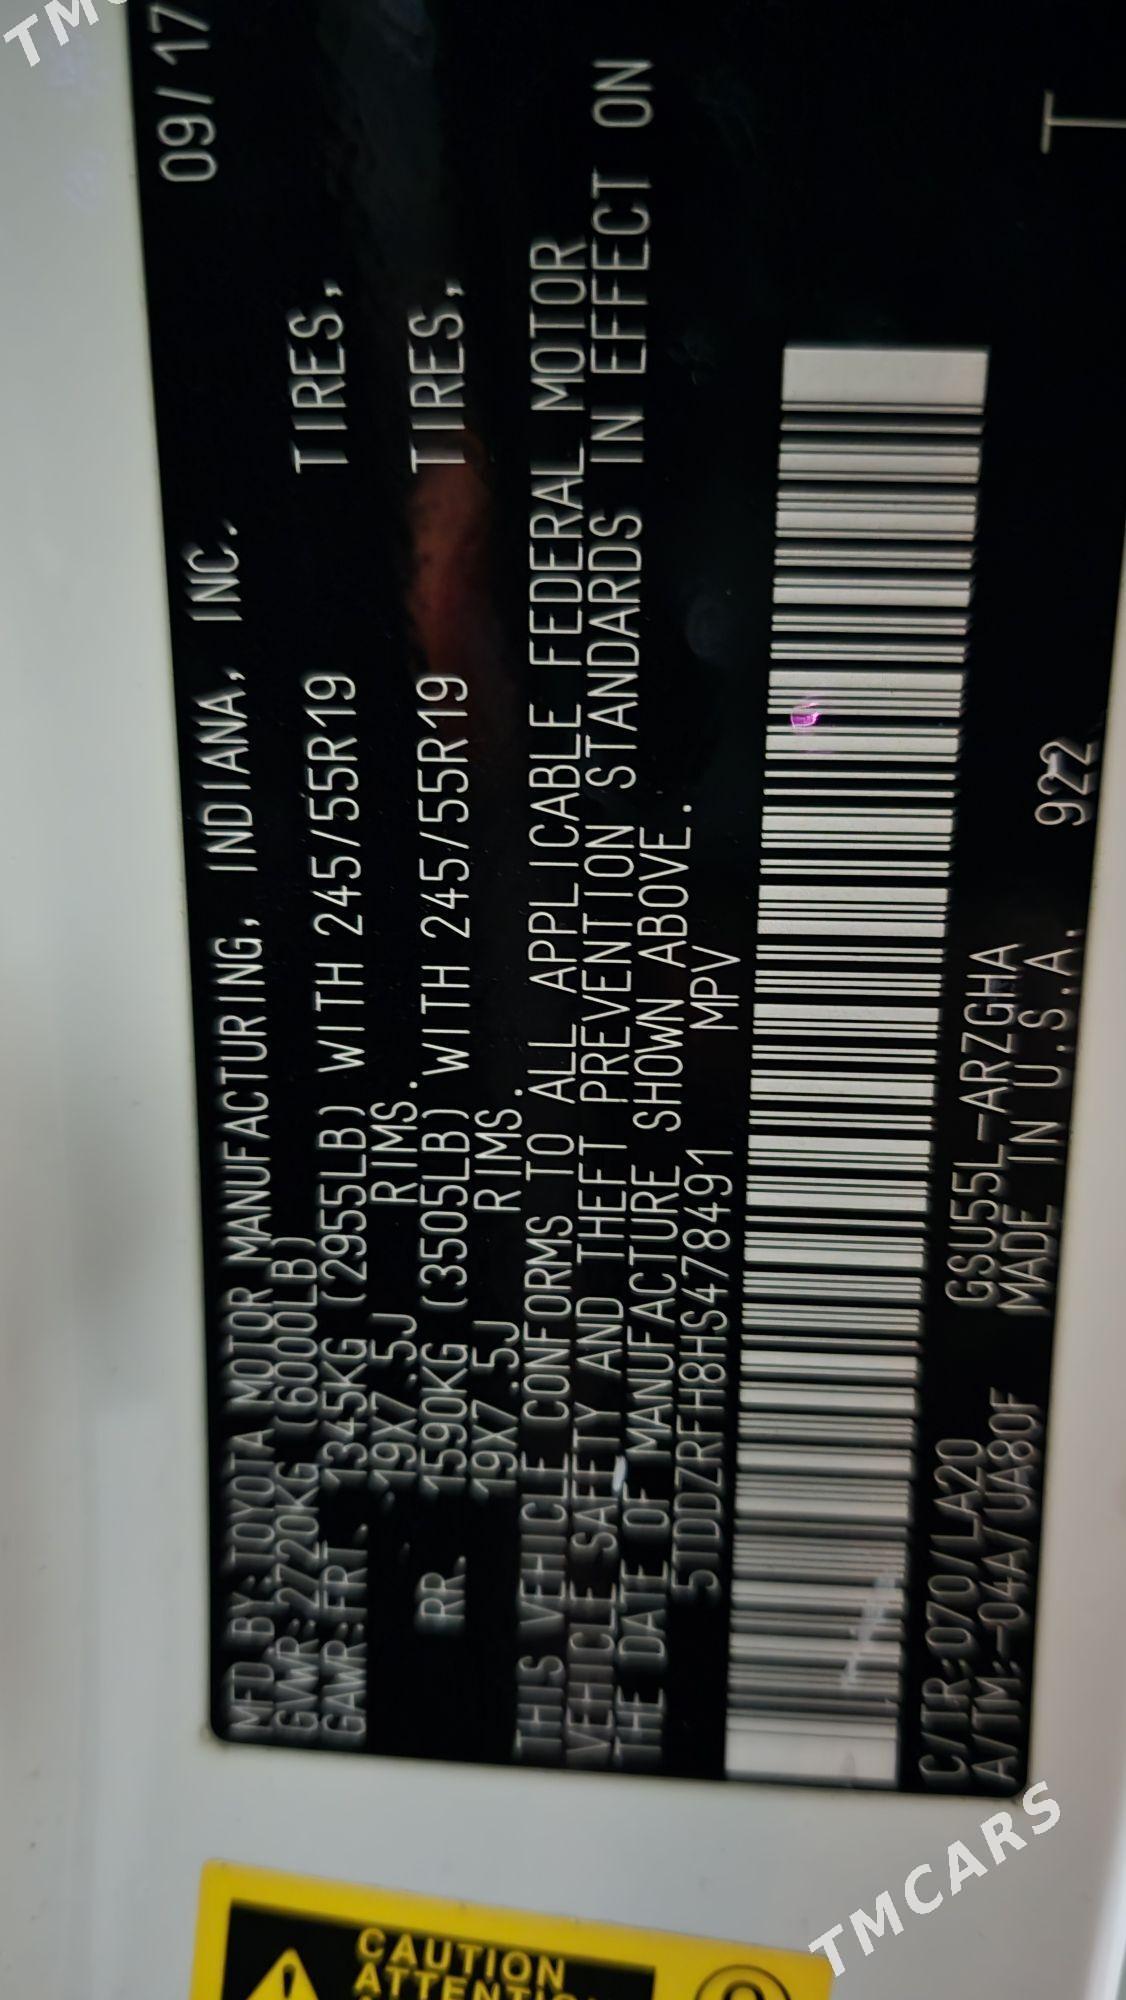 MFD. BY: TOYOTA MOTOR MANUFACTURING, INDIANA, INC. 09/17
GVWR: 2720KG (6000LB)
GAWR: FRT. 1345KG (2955LB) WITH 245/55R19 TIRES,
19X7.5J RIMS.
RR. 1590KG (3505LB) WITH 245/55R19 TIRES,
19X7.5J RIMS.
THIS VEHICLE CONFORMS TO ALL APPLICABLE FEDERAL MOTOR
VEHICLE SAFETY AND THEFT PREVENTION STANDARDS IN EFFECT ON
THE DATE OF MANUFACTURE SHOWN ABOVE.
5TDDZRFH8HS478491 MPV
C/TR: 070/LA20 GSU55L-ARZGHA
A/TM: -04A/UA80F MADE IN U.S.A. 922
CAUTION
TMCARS